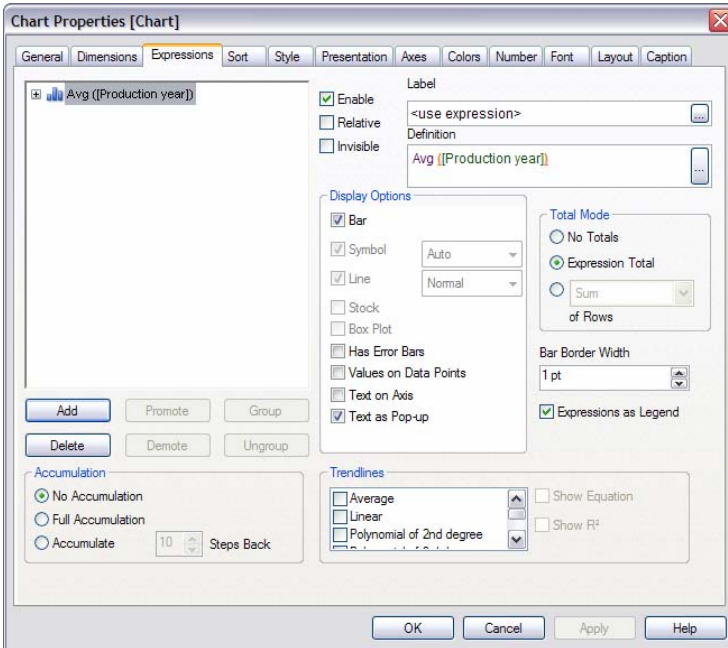 Chart Properties [Chart]
General Dimensions Expressions Sort Style Presentation Axes Colors Number Font Layout Caption
Avg ([Production year])
Enable
Relative
Invisible
Label
<use expression>
...
Definition
Avg ([Production year])
...
Display Options
Bar
Symbol Auto
Line Normal
Stock
Box Plot
Has Error Bars
Values on Data Points
Text on Axis
Text as Pop-up
Total Mode
No Totals
Expression Total
Sum
of Rows
Bar Border Width
1 pt
Expressions as Legend
Add Promote Group
Delete Demote Ungroup
Accumulation
No Accumulation
Full Accumulation
Accumulate 10 Steps Back
Trendlines
Average
Linear
Polynomial of 2nd degree
Show Equation
Show R²
OK Cancel Apply Help